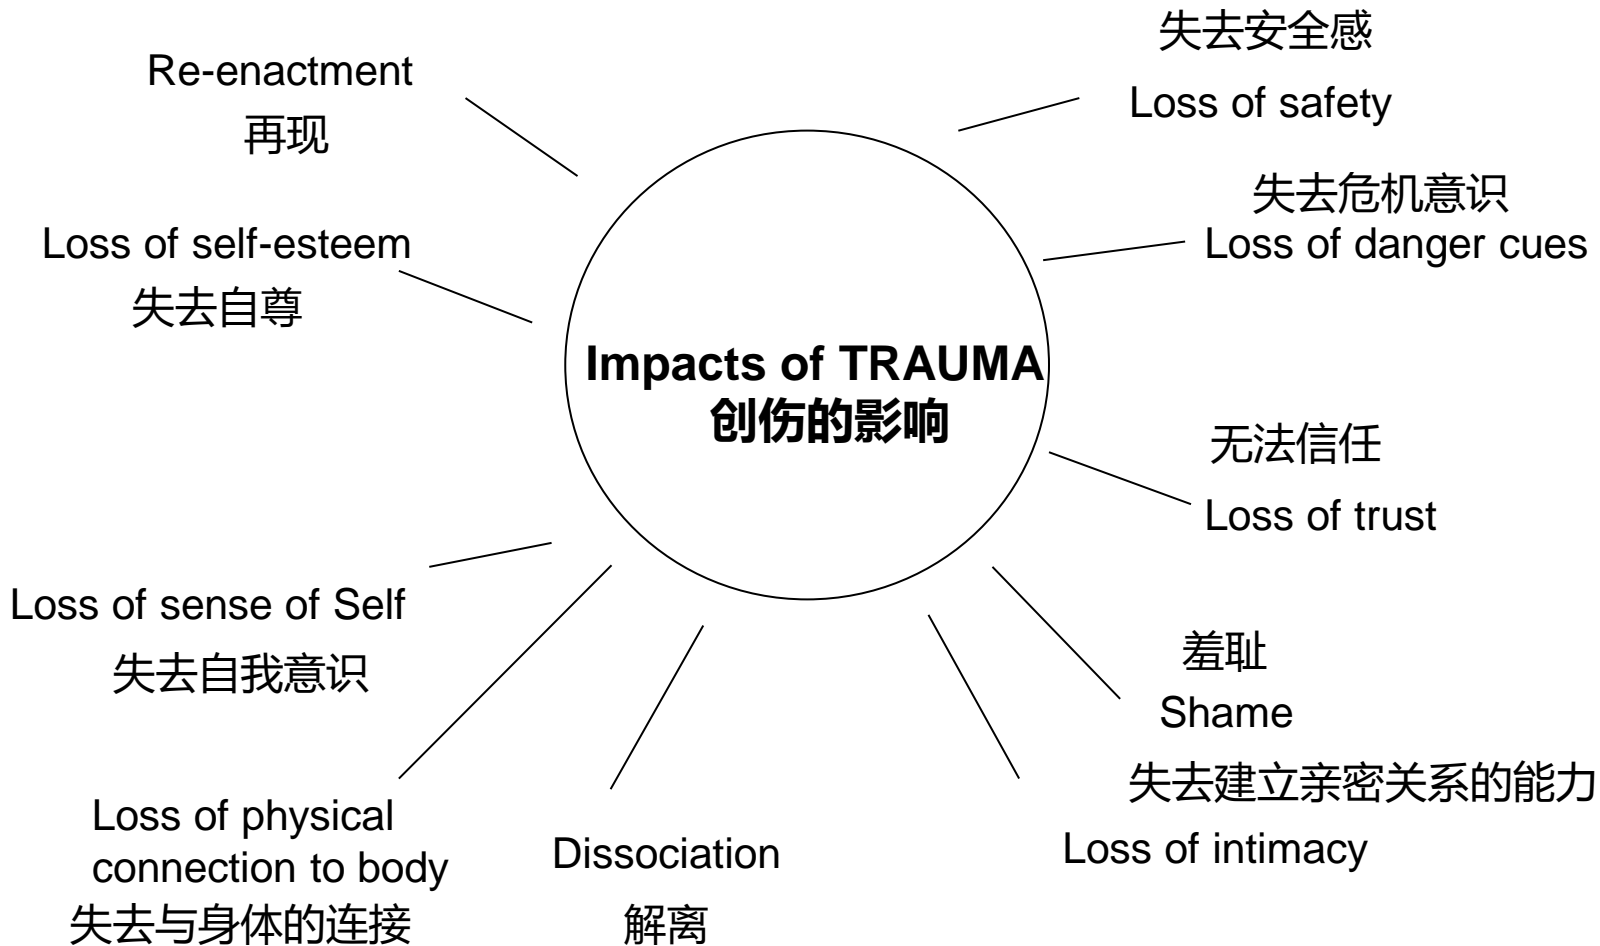 Re-enactment
再现
Loss of self-esteem
失去自尊
失去安全感
Loss of safety
失去危机意识
Loss of danger cues
Impacts of TRAUMA
创伤的影响
无法信任
Loss of trust
Loss of sense of Self
失去自我意识
羞耻
Shame
Loss of physical
connection to body
失去与身体的连接
Dissociation
解离
失去建立亲密关系的能力
Loss of intimacy